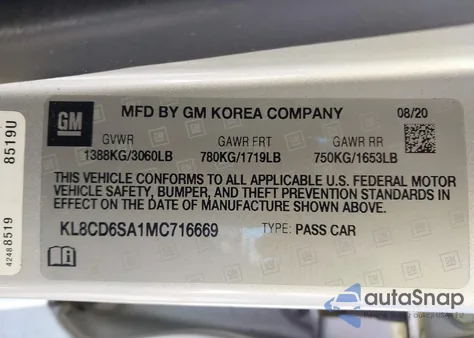 GM
MFD BY GM KOREA COMPANY
08/20
GVWR GAWR FRT GAWR RR
1388KG/3060LB 780KG/1719LB 750KG/1653LB
THIS VEHICLE CONFORMS TO ALL APPLICABLE U.S. FEDERAL MOTOR
VEHICLE SAFETY, BUMPER, AND THEFT PREVENTION STANDARDS IN
EFFECT ON THE DATE OF MANUFACTURE SHOWN ABOVE.
KL8CD6SA1MC716669 TYPE: PASS CAR
8519U
42488519
autoSnap